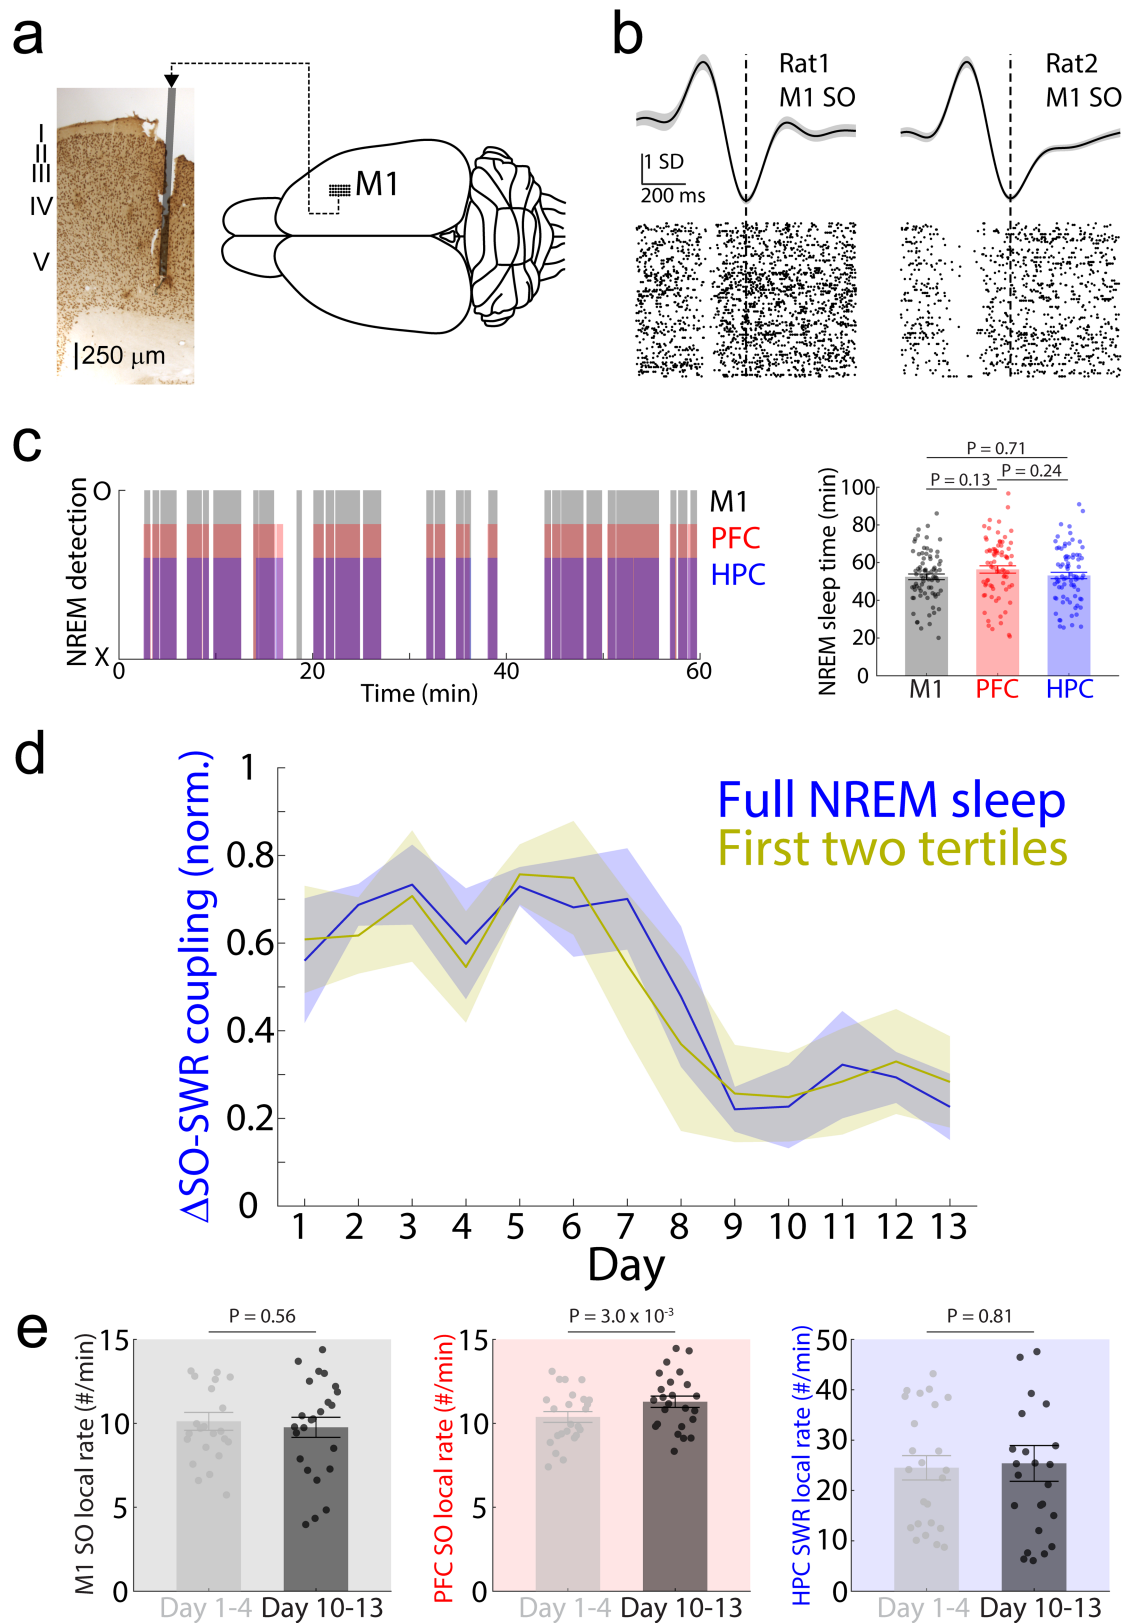 a
I
II
III
IV
V
250 μm
M1
b
Rat1
M1 SO
Rat2
M1 SO
1 SD
200 ms
c
NREM detection
O
X
0
20
40
60
Time (min)
M1
PFC
HPC
P = 0.71
P = 0.13
P = 0.24
NREM sleep time (min)
100
80
60
40
20
0
M1
PFC
HPC
d
ΔSO-SWR coupling (norm.)
1
0.8
0.6
0.4
0.2
0
Full NREM sleep
First two tertiles
1 2 3 4 5 6 7 8 9 10 11 12 13
Day
e
P = 0.56
M1 SO local rate (#/min)
15
10
5
0
Day 1-4 Day 10-13
P = 3.0 x 10⁻³
PFC SO local rate (#/min)
15
10
5
0
Day 1-4 Day 10-13
P = 0.81
HPC SWR local rate (#/min)
50
40
30
20
10
0
Day 1-4 Day 10-13